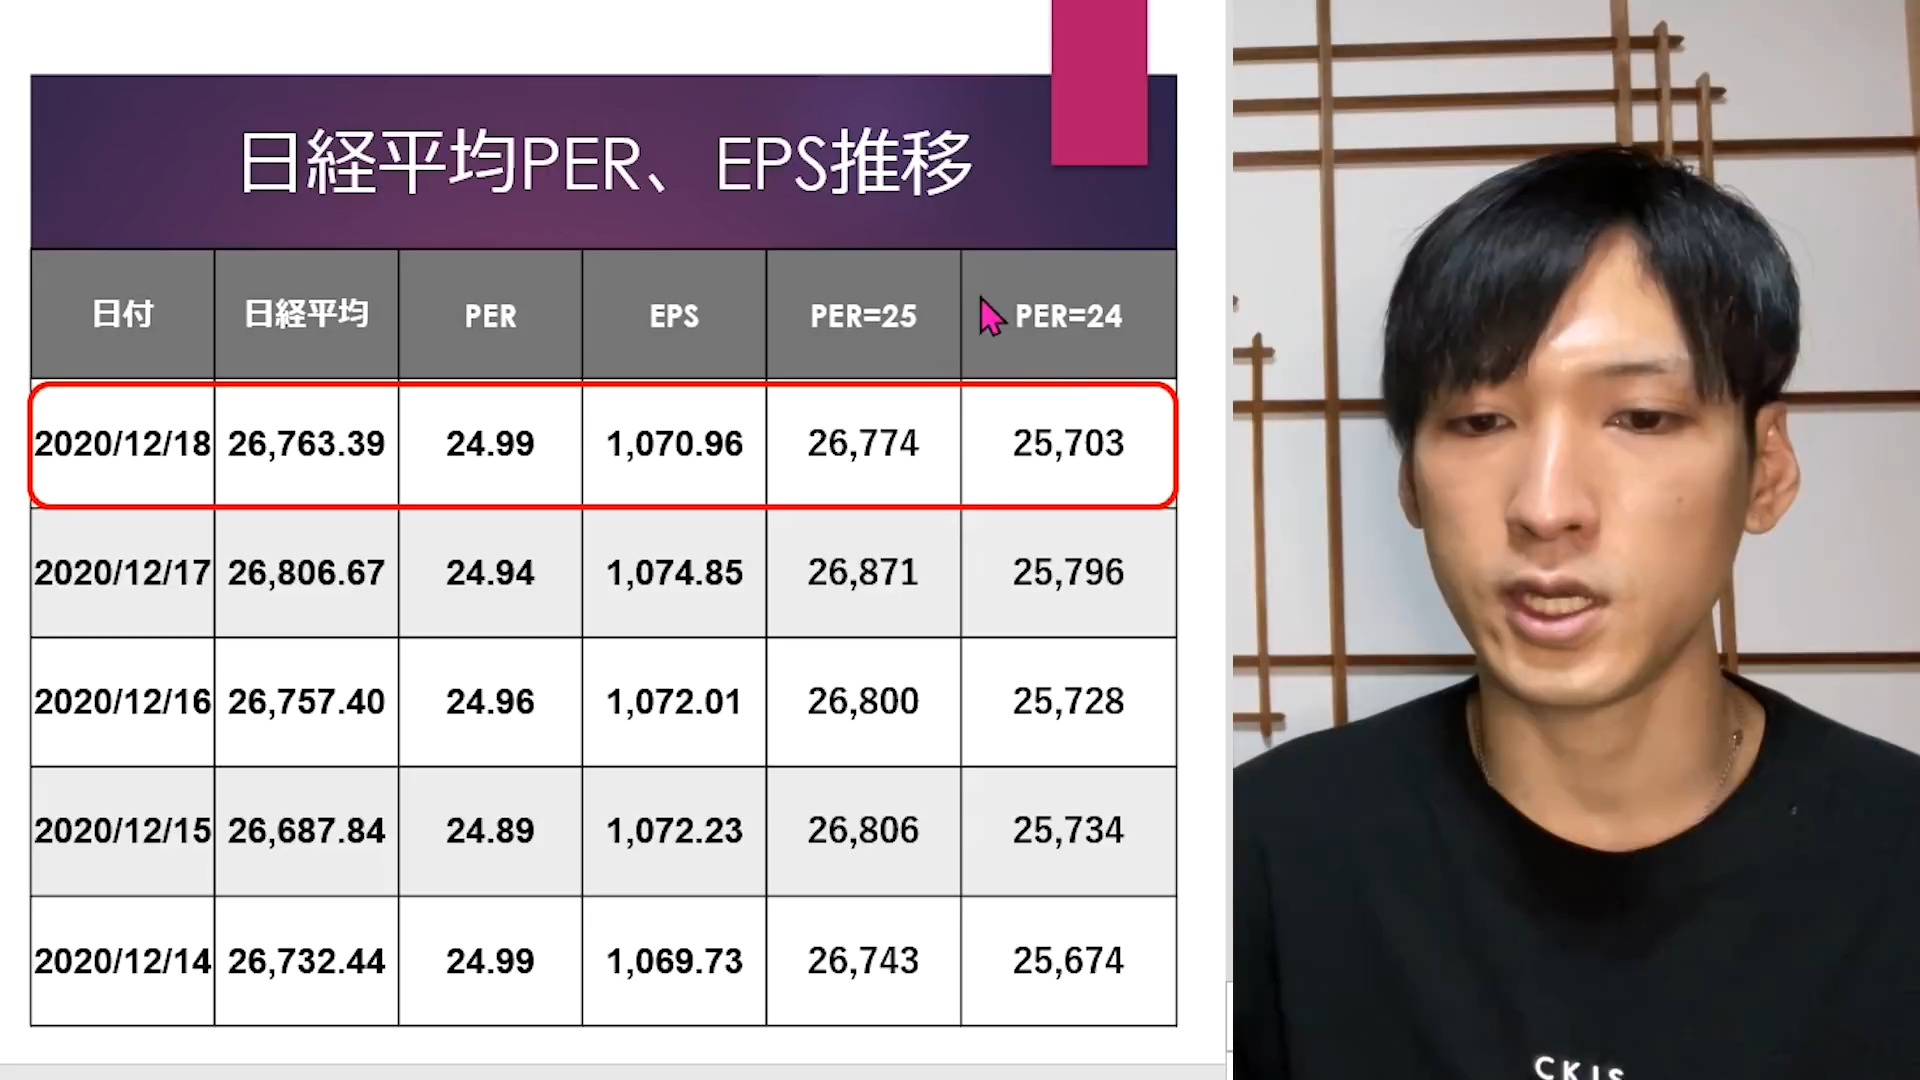 日経平均PER、EPS推移
日付 日経平均 PER EPS PER=25 PER=24
2020/12/18 26,763.39 24.99 1,070.96 26,774 25,703
2020/12/17 26,806.67 24.94 1,074.85 26,871 25,796
2020/12/16 26,757.40 24.96 1,072.01 26,800 25,728
2020/12/15 26,687.84 24.89 1,072.23 26,806 25,734
2020/12/14 26,732.44 24.99 1,069.73 26,743 25,674